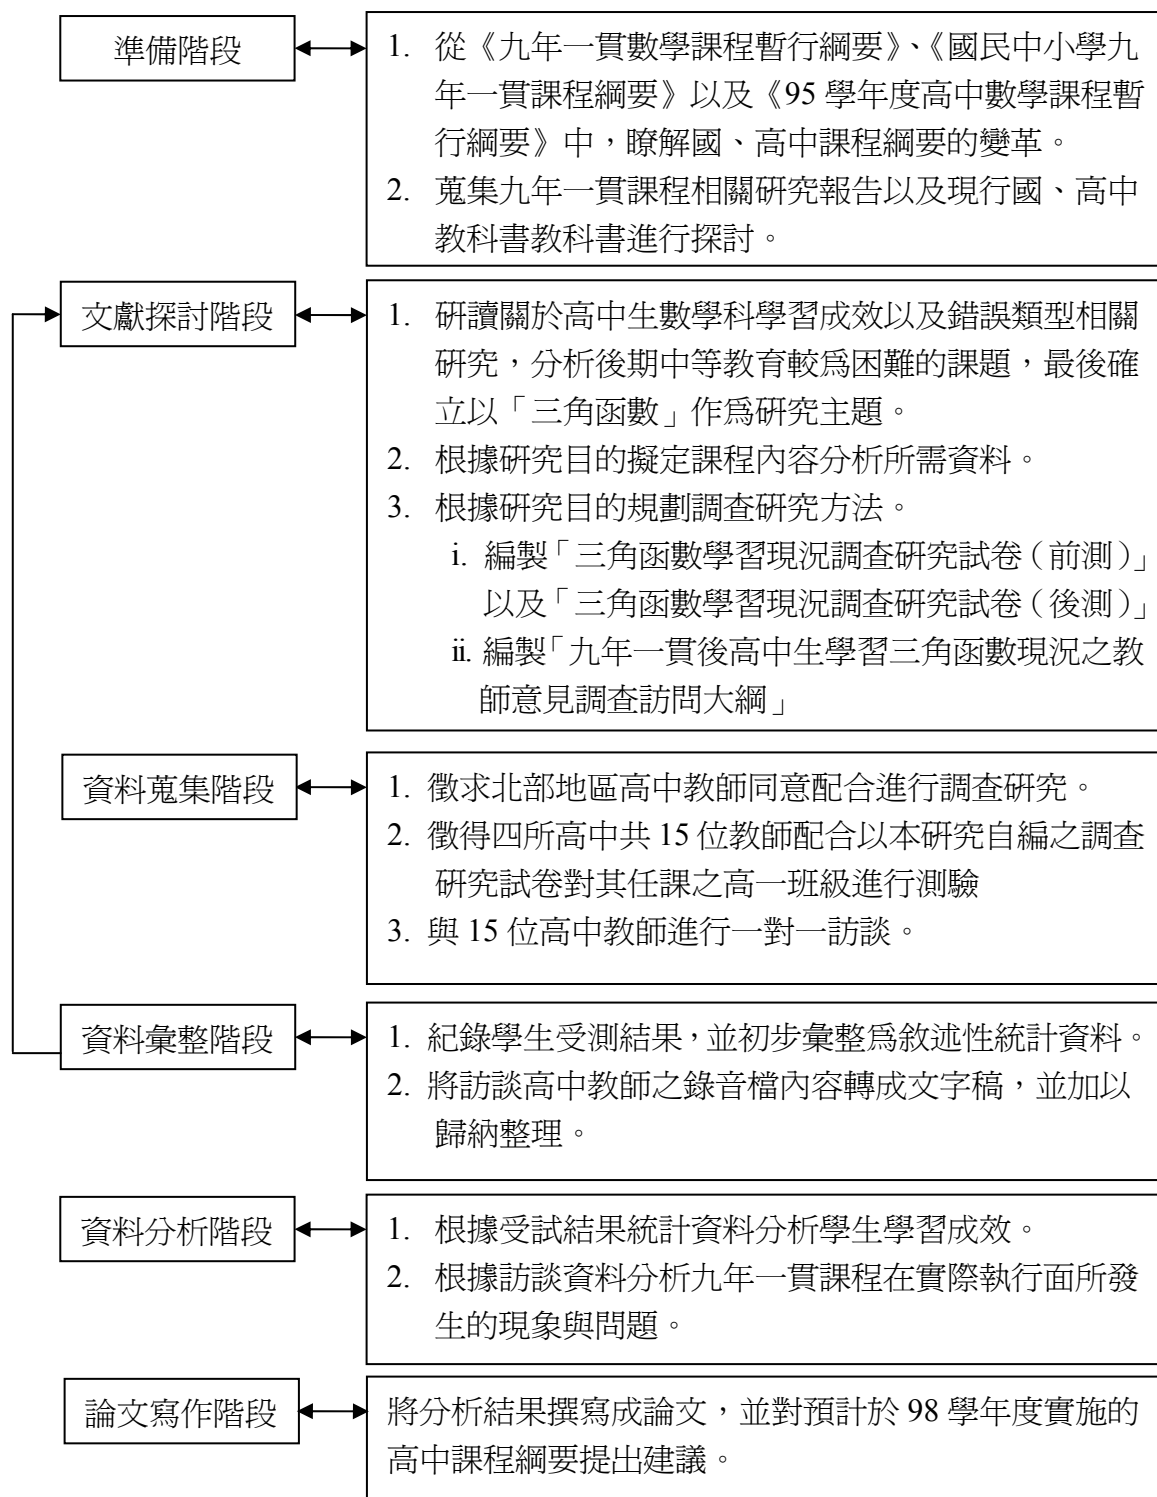 準備階段
1. 從《九年一貫數學課程暫行綱要》、《國民中小學九
年一貫課程綱要》以及《95 學年度高中數學課程暫
行綱要》中，瞭解國、高中課程綱要的變革。
2. 蒐集九年一貫課程相關研究報告以及現行國、高中
教科書教科書進行探討。
文獻探討階段
1. 研讀關於高中生數學科學習成效以及錯誤類型相關
研究，分析後期中等教育較為困難的課題，最後確
立以「三角函數」作為研究主題。
2. 根據研究目的擬定課程內容分析所需資料。
3. 根據研究目的規劃調查研究方法。
i. 編製「三角函數學習現況調查研究試卷（前測）」
以及「三角函數學習現況調查研究試卷（後測）」
ii. 編製「九年一貫後高中生學習三角函數現況之教
師意見調查訪問大綱」
資料蒐集階段
1. 徵求北部地區高中教師同意配合進行調查研究。
2. 徵得四所高中共 15 位教師配合以本研究自編之調查
研究試卷對其任課之高一班級進行測驗
3. 與 15 位高中教師進行一對一訪談。
資料彙整階段
1. 紀錄學生受測結果，並初步彙整為敘述性統計資料。
2. 將訪談高中教師之錄音檔內容轉成文字稿，並加以
歸納整理。
資料分析階段
1. 根據受試結果統計資料分析學生學習成效。
2. 根據訪談資料分析九年一貫課程在實際執行面所發
生的現象與問題。
論文寫作階段
將分析結果撰寫成論文，並對預計於 98 學年度實施的
高中課程綱要提出建議。